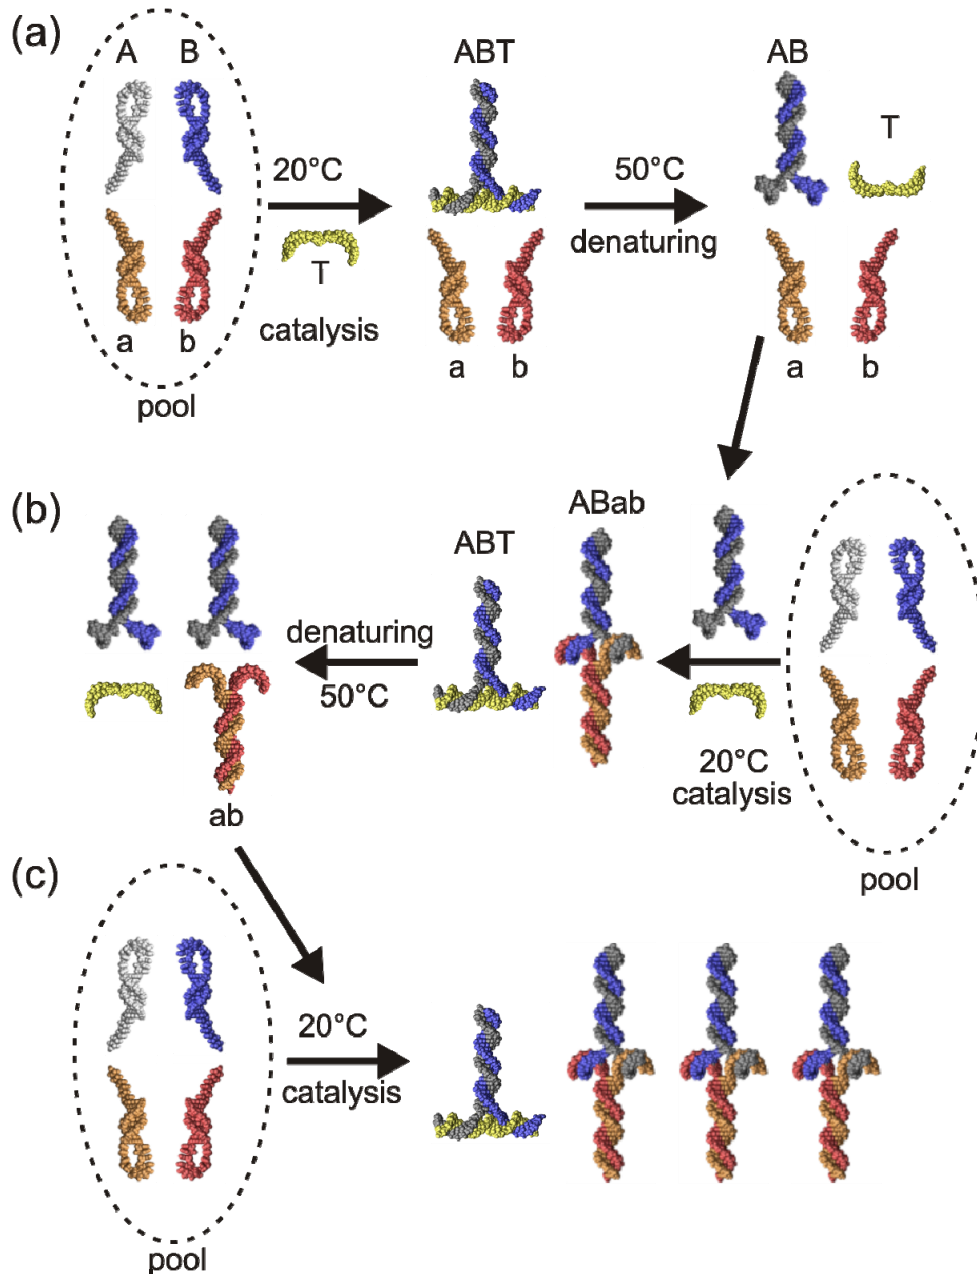 (a)
A B
ABT
AB
T
20°C
50°C
T
denaturing
catalysis
a b
a b
a b
pool
(b)
ABab
ABT
denaturing
50°C
20°C
catalysis
ab
pool
(c)
20°C
catalysis
pool